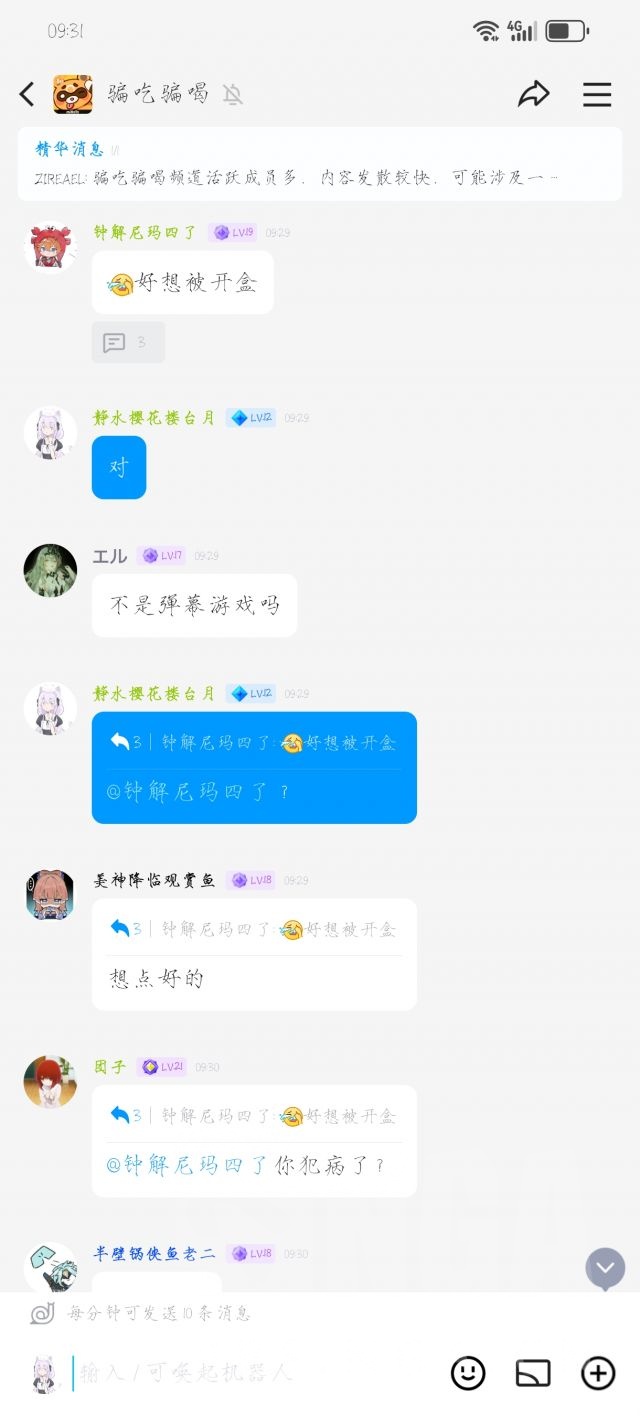 09:31
4G
骗吃骗喝
精华消息 1/1
ZIREAEL: 骗吃骗喝频道活跃成员多，内容发散较快，可能涉及一…
钟解尼玛四了 LV19 09:29
😂好想被开盒
3
静水樱花楼台月 LV12 09:29
对
エル LV17 09:29
不是弹幕游戏吗
静水樱花楼台月 LV12 09:29
3 | 钟解尼玛四了:😂好想被开盒
@钟解尼玛四了？
美神降临观赏鱼 LV18 09:29
3 | 钟解尼玛四了:😂好想被开盒
想点好的
团子 LV21 09:30
3 | 钟解尼玛四了:😂好想被开盒
@钟解尼玛四了 你犯病了？
半壁锅侠鱼老二 LV18 09:30
每分钟可发送10条消息
输入 / 可唤起机器人